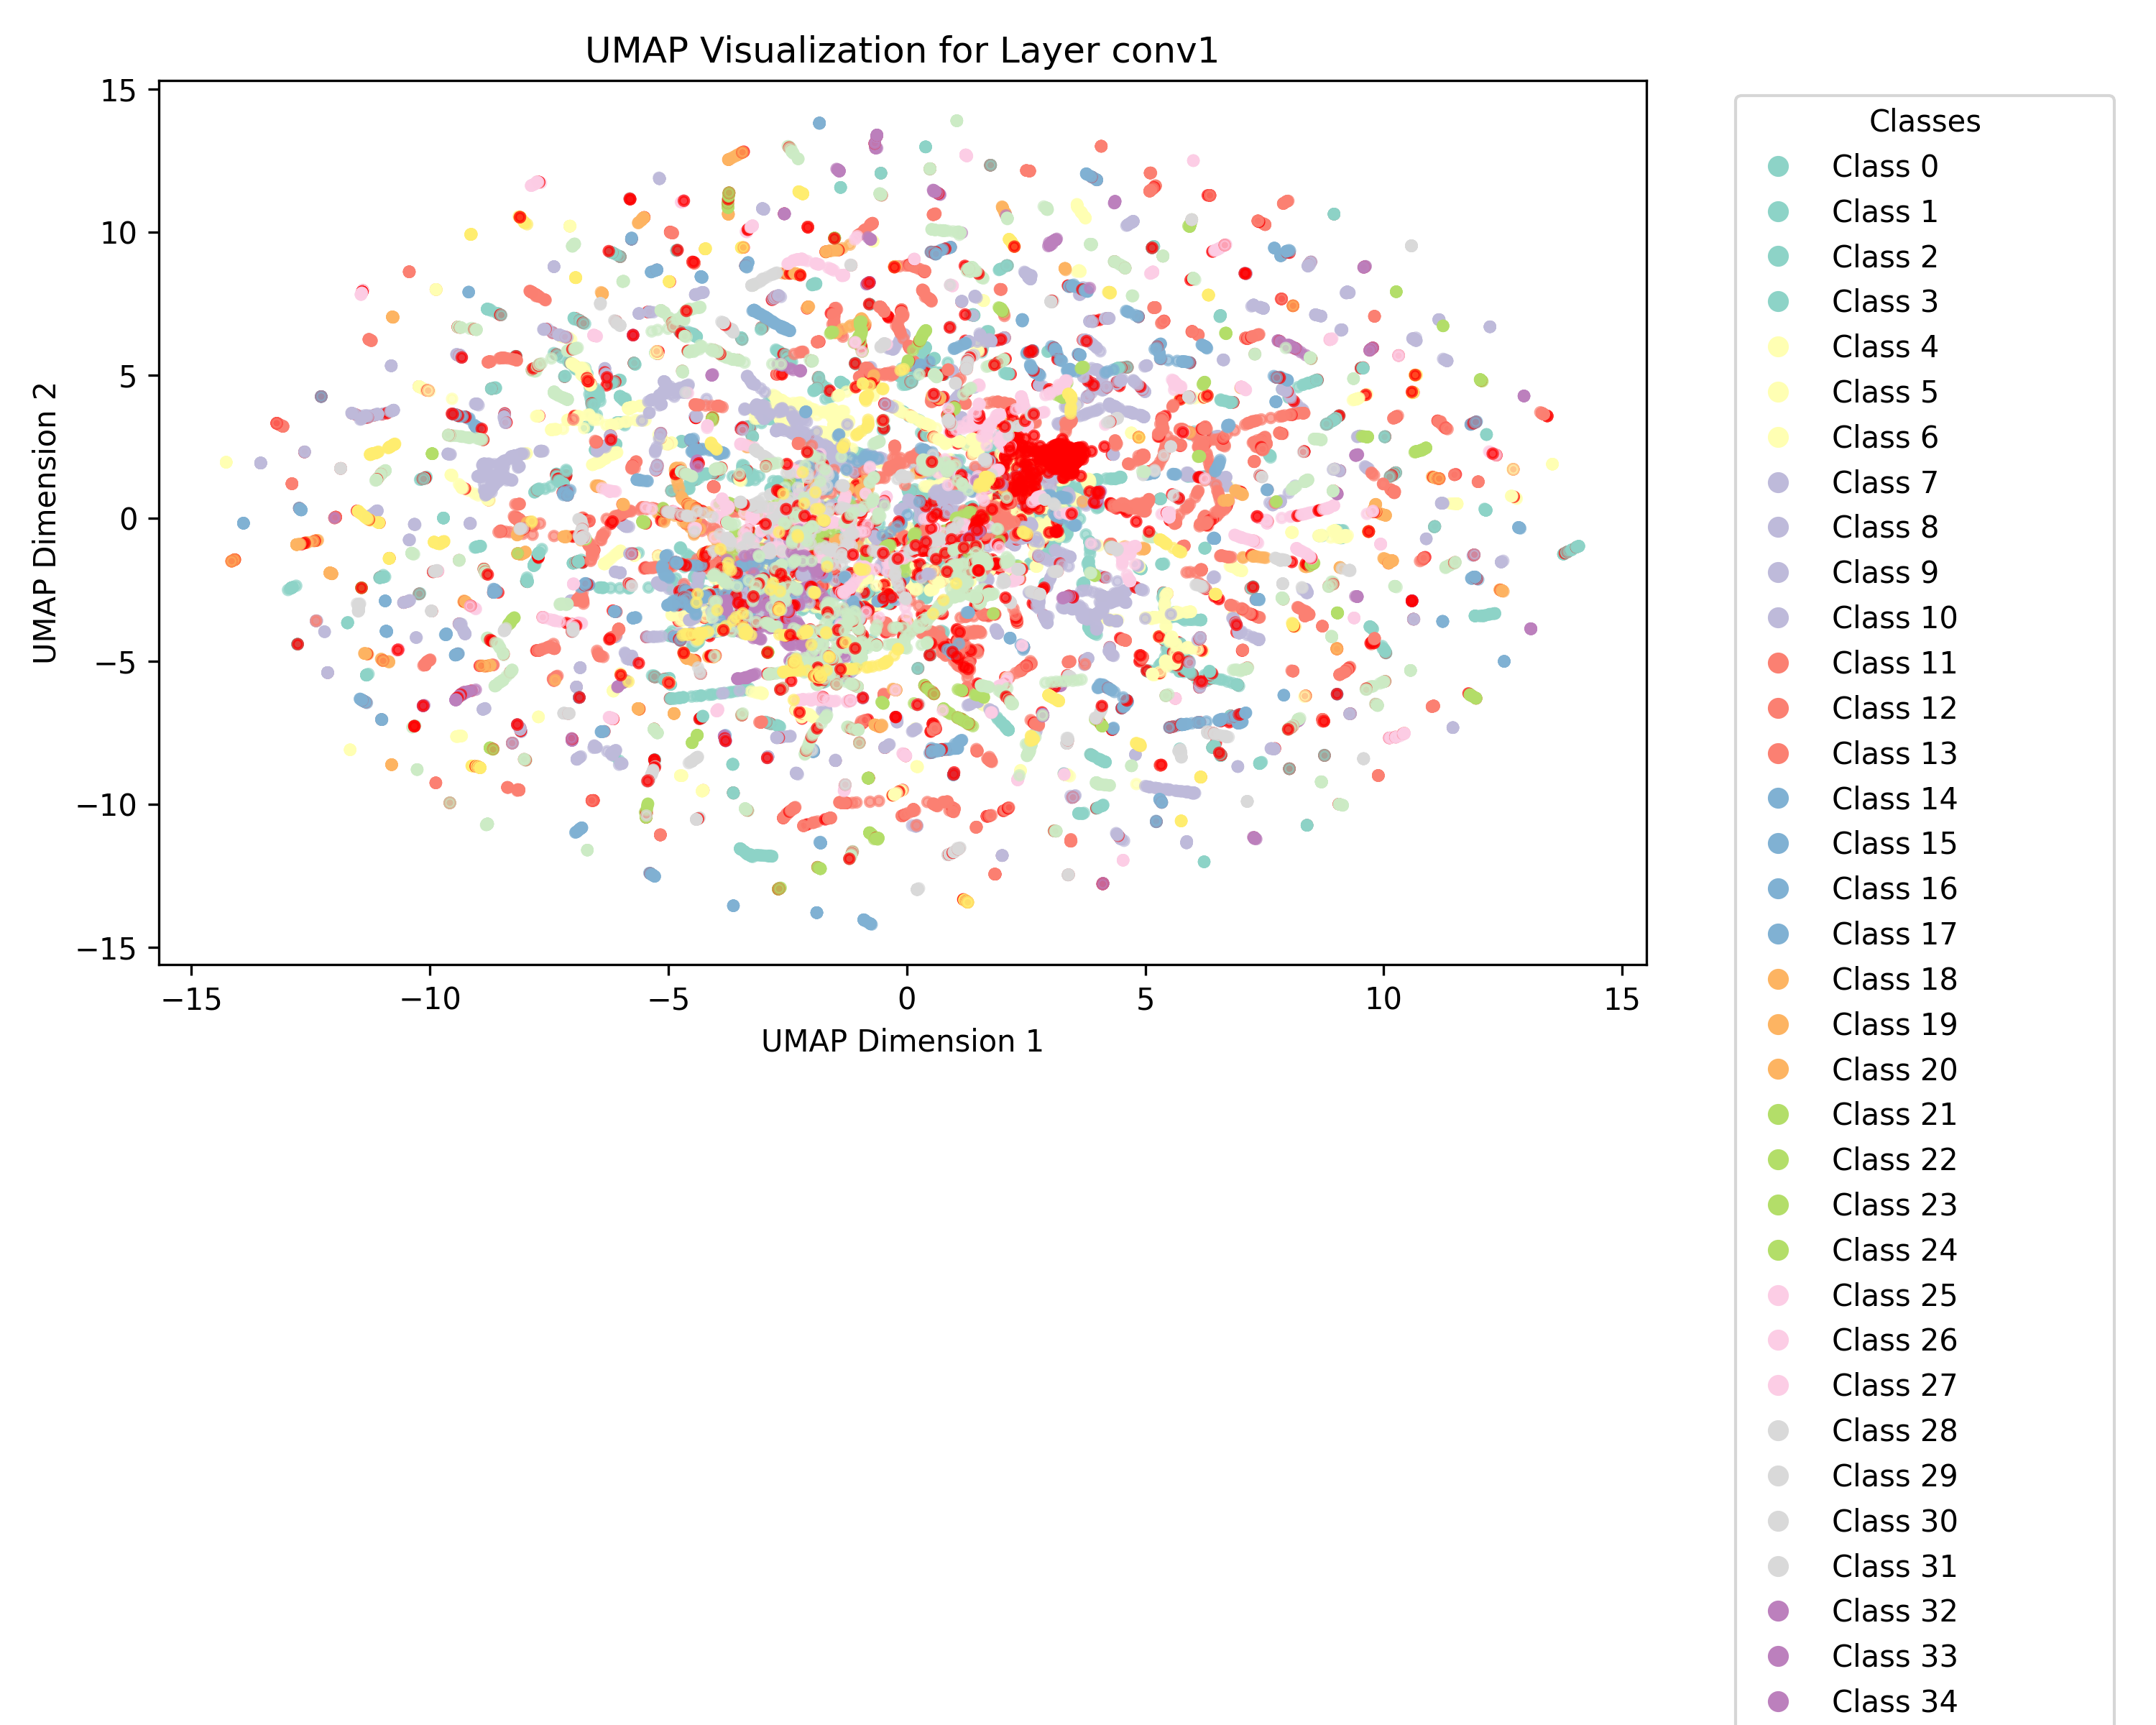 UMAP Visualization for Layer conv1
15
10
5
0
−5
−10
−15
UMAP Dimension 2
−15 −10 −5 0 5 10 15
UMAP Dimension 1
Classes
Class 0
Class 1
Class 2
Class 3
Class 4
Class 5
Class 6
Class 7
Class 8
Class 9
Class 10
Class 11
Class 12
Class 13
Class 14
Class 15
Class 16
Class 17
Class 18
Class 19
Class 20
Class 21
Class 22
Class 23
Class 24
Class 25
Class 26
Class 27
Class 28
Class 29
Class 30
Class 31
Class 32
Class 33
Class 34